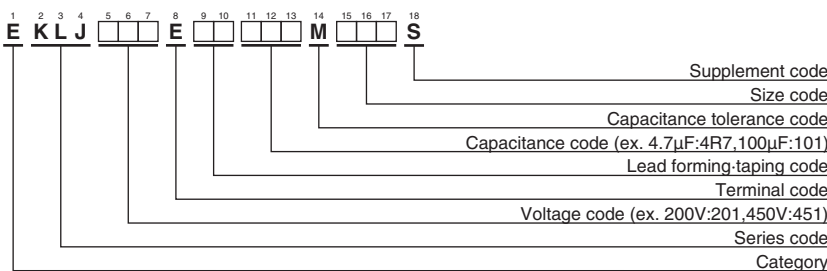 1 2 3 4 5 6 7 8 9 10 11 12 13 14 15 16 17 18
E K L J E M S
Supplement code
Size code
Capacitance tolerance code
Capacitance code (ex. 4.7µF:4R7,100µF:101)
Lead forming·taping code
Terminal code
Voltage code (ex. 200V:201,450V:451)
Series code
Category